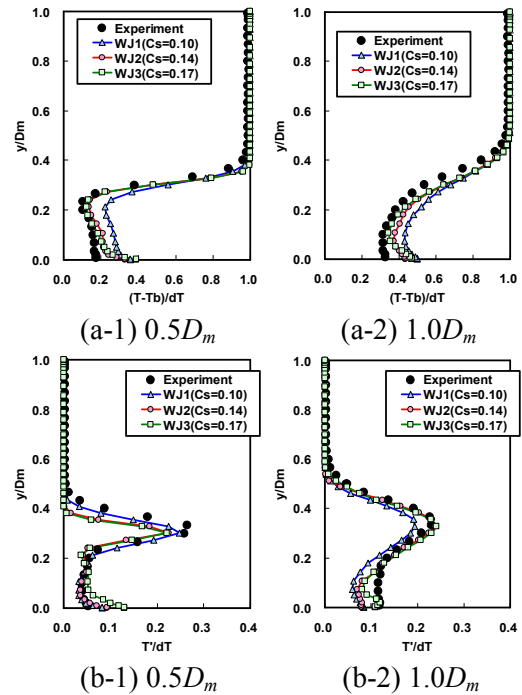 1.0
0.8
0.6
0.4
0.2
0.0
y/Dm
Experiment
WJ1(Cs=0.10)
WJ2(Cs=0.14)
WJ3(Cs=0.17)
0.0 0.2 0.4 0.6 0.8 1.0
(T-Tb)/dT
(a-1) 0.5Dm
1.0
0.8
0.6
0.4
0.2
0.0
y/Dm
Experiment
WJ1(Cs=0.10)
WJ2(Cs=0.14)
WJ3(Cs=0.17)
0.0 0.2 0.4 0.6 0.8 1.0
(T-Tb)/dT
(a-2) 1.0Dm
1.0
0.8
0.6
0.4
0.2
0.0
y/Dm
Experiment
WJ1(Cs=0.10)
WJ2(Cs=0.14)
WJ3(Cs=0.17)
0.0 0.1 0.2 0.3 0.4
T'/dT
(b-1) 0.5Dm
1.0
0.8
0.6
0.4
0.2
0.0
y/Dm
Experiment
WJ1(Cs=0.10)
WJ2(Cs=0.14)
WJ3(Cs=0.17)
0.0 0.1 0.2 0.3 0.4
T'/dT
(b-2) 1.0Dm